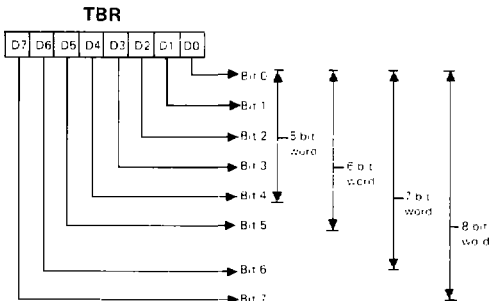 TBR
D7 D6 D5 D4 D3 D2 D1 D0
Bit 0
Bit 1
Bit 2
5 bit
word
Bit 3
6 bit
word
Bit 4
7 bit
word
Bit 5
8 bit
word
Bit 6
Bit 7